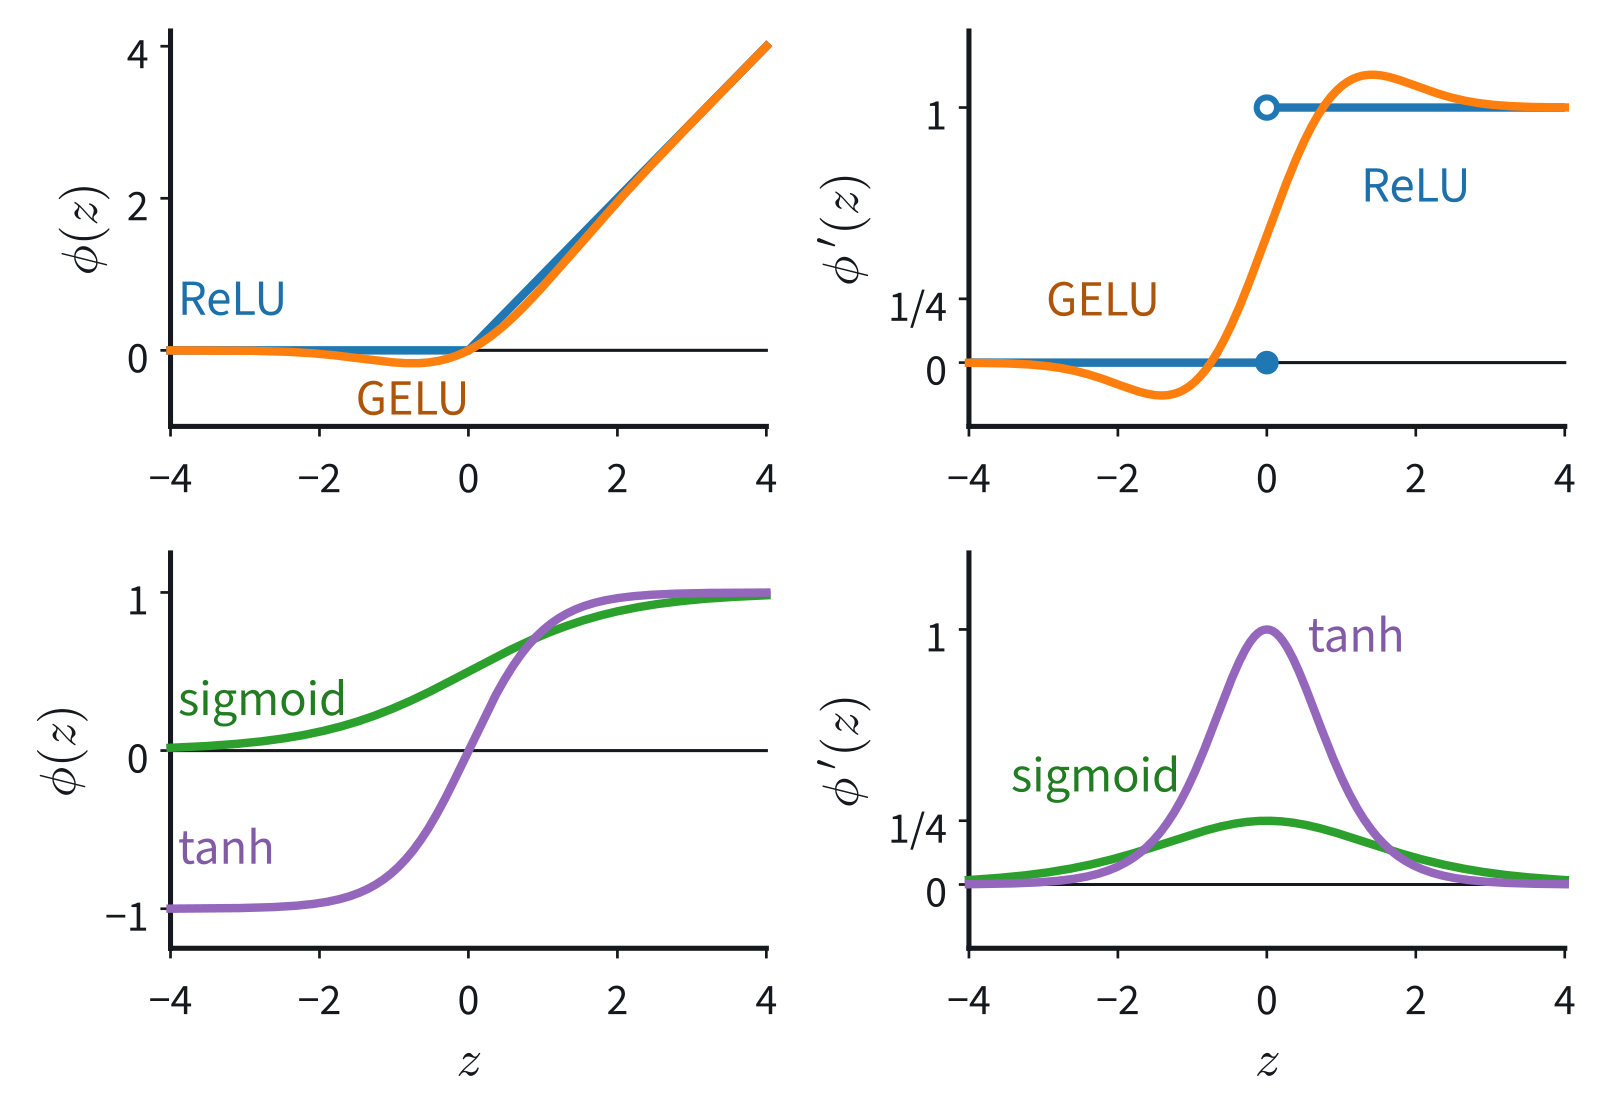 ϕ(z)
4
2
0
ReLU
GELU
−4 −2 0 2 4
ϕ′(z)
1
1/4
0
ReLU
GELU
−4 −2 0 2 4
ϕ(z)
1
0
−1
sigmoid
tanh
−4 −2 0 2 4
z
ϕ′(z)
1
1/4
0
tanh
sigmoid
−4 −2 0 2 4
z